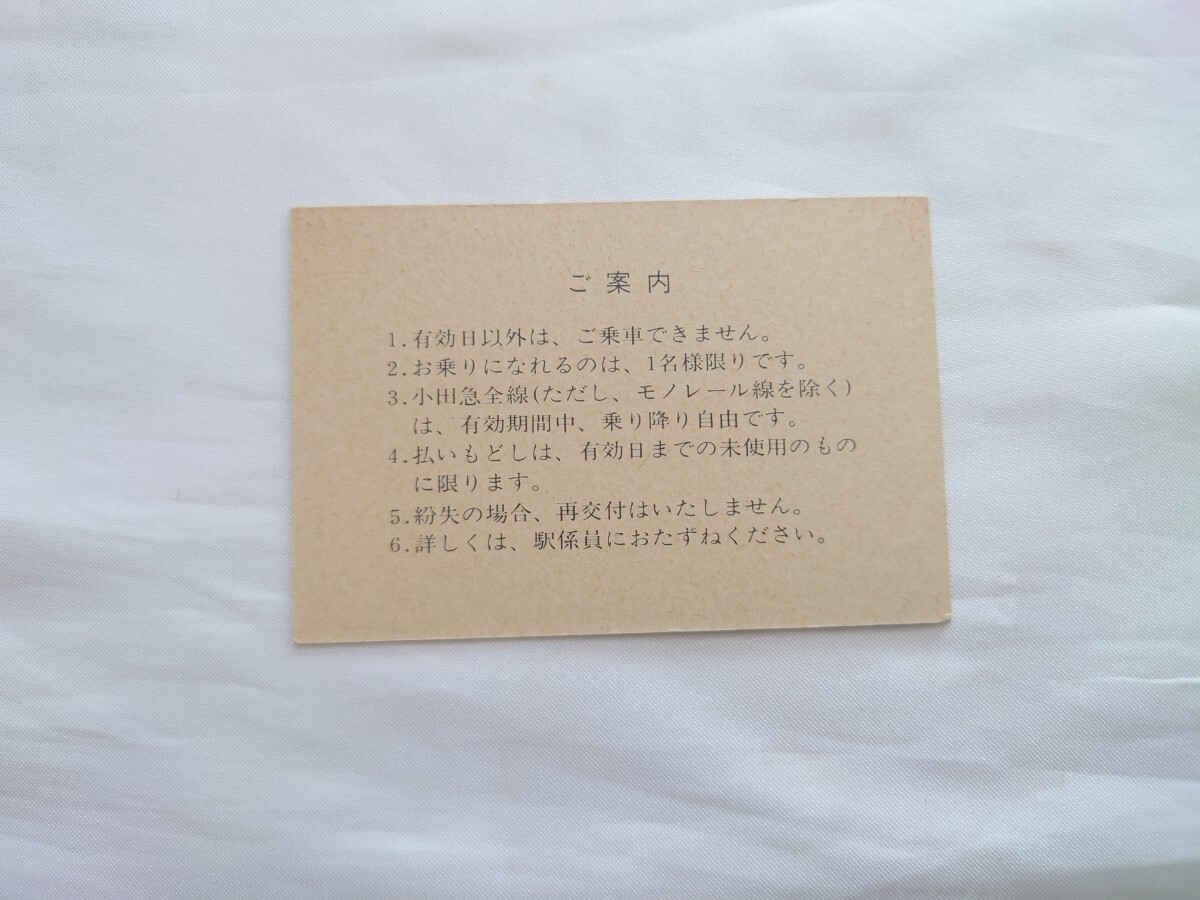 ご案内
1.有効日以外は、ご乗車できません。
2.お乗りになれるのは、1名様限りです。
3.小田急全線(ただし、モノレール線を除く)
は、有効期間中、乗り降り自由です。
4.払いもどしは、有効日までの未使用のもの
に限ります。
5.紛失の場合、再交付はいたしません。
6.詳しくは、駅係員におたずねください。